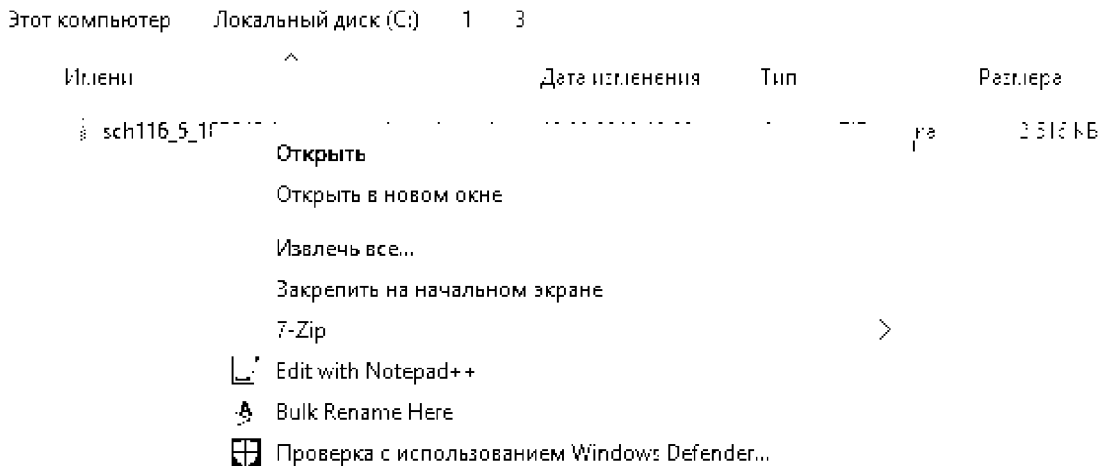 Этот компьютер Локальный диск (C:) 1 3
Имени Дата изменения Тип Размера
sch116_5_1
Открыть
Открыть в новом окне
Извлечь все...
Закрепить на начальном экране
7-Zip
Edit with Notepad++
Bulk Rename Here
Проверка с использованием Windows Defender...